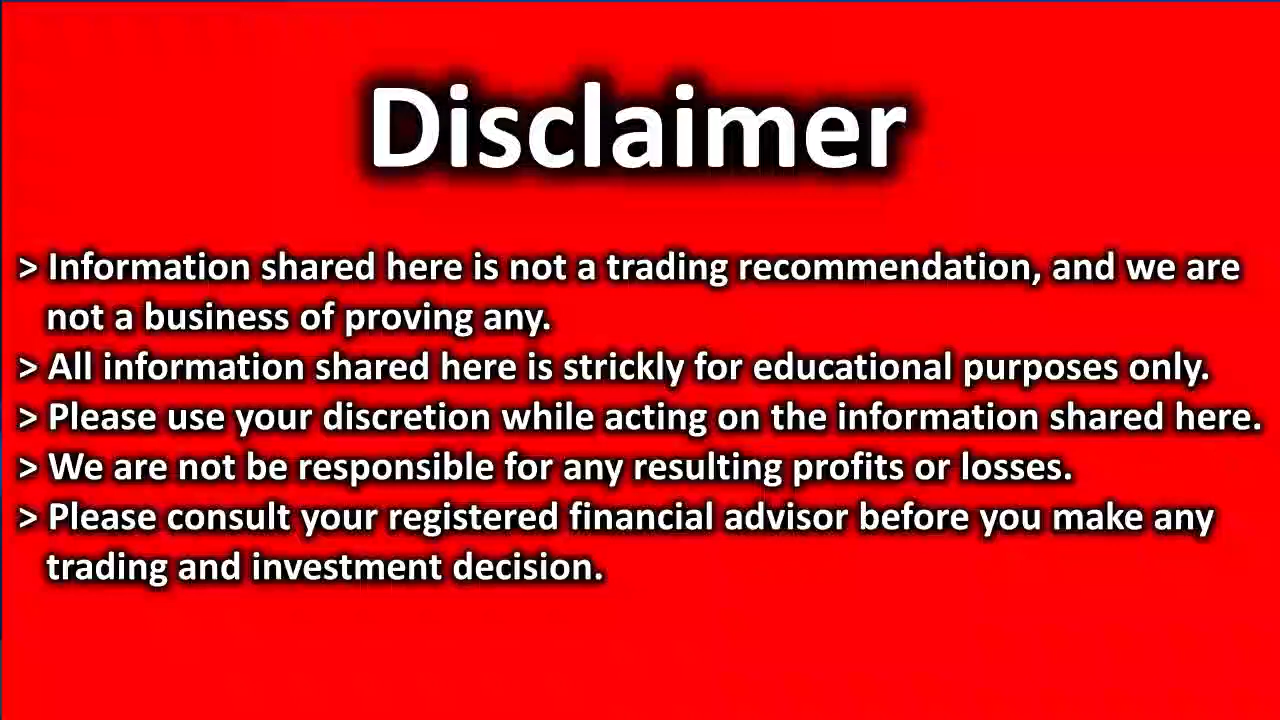 Disclaimer
> Information shared here is not a trading recommendation, and we are
not a business of proving any.
> All information shared here is strickly for educational purposes only.
> Please use your discretion while acting on the information shared here.
> We are not be responsible for any resulting profits or losses.
> Please consult your registered financial advisor before you make any
trading and investment decision.